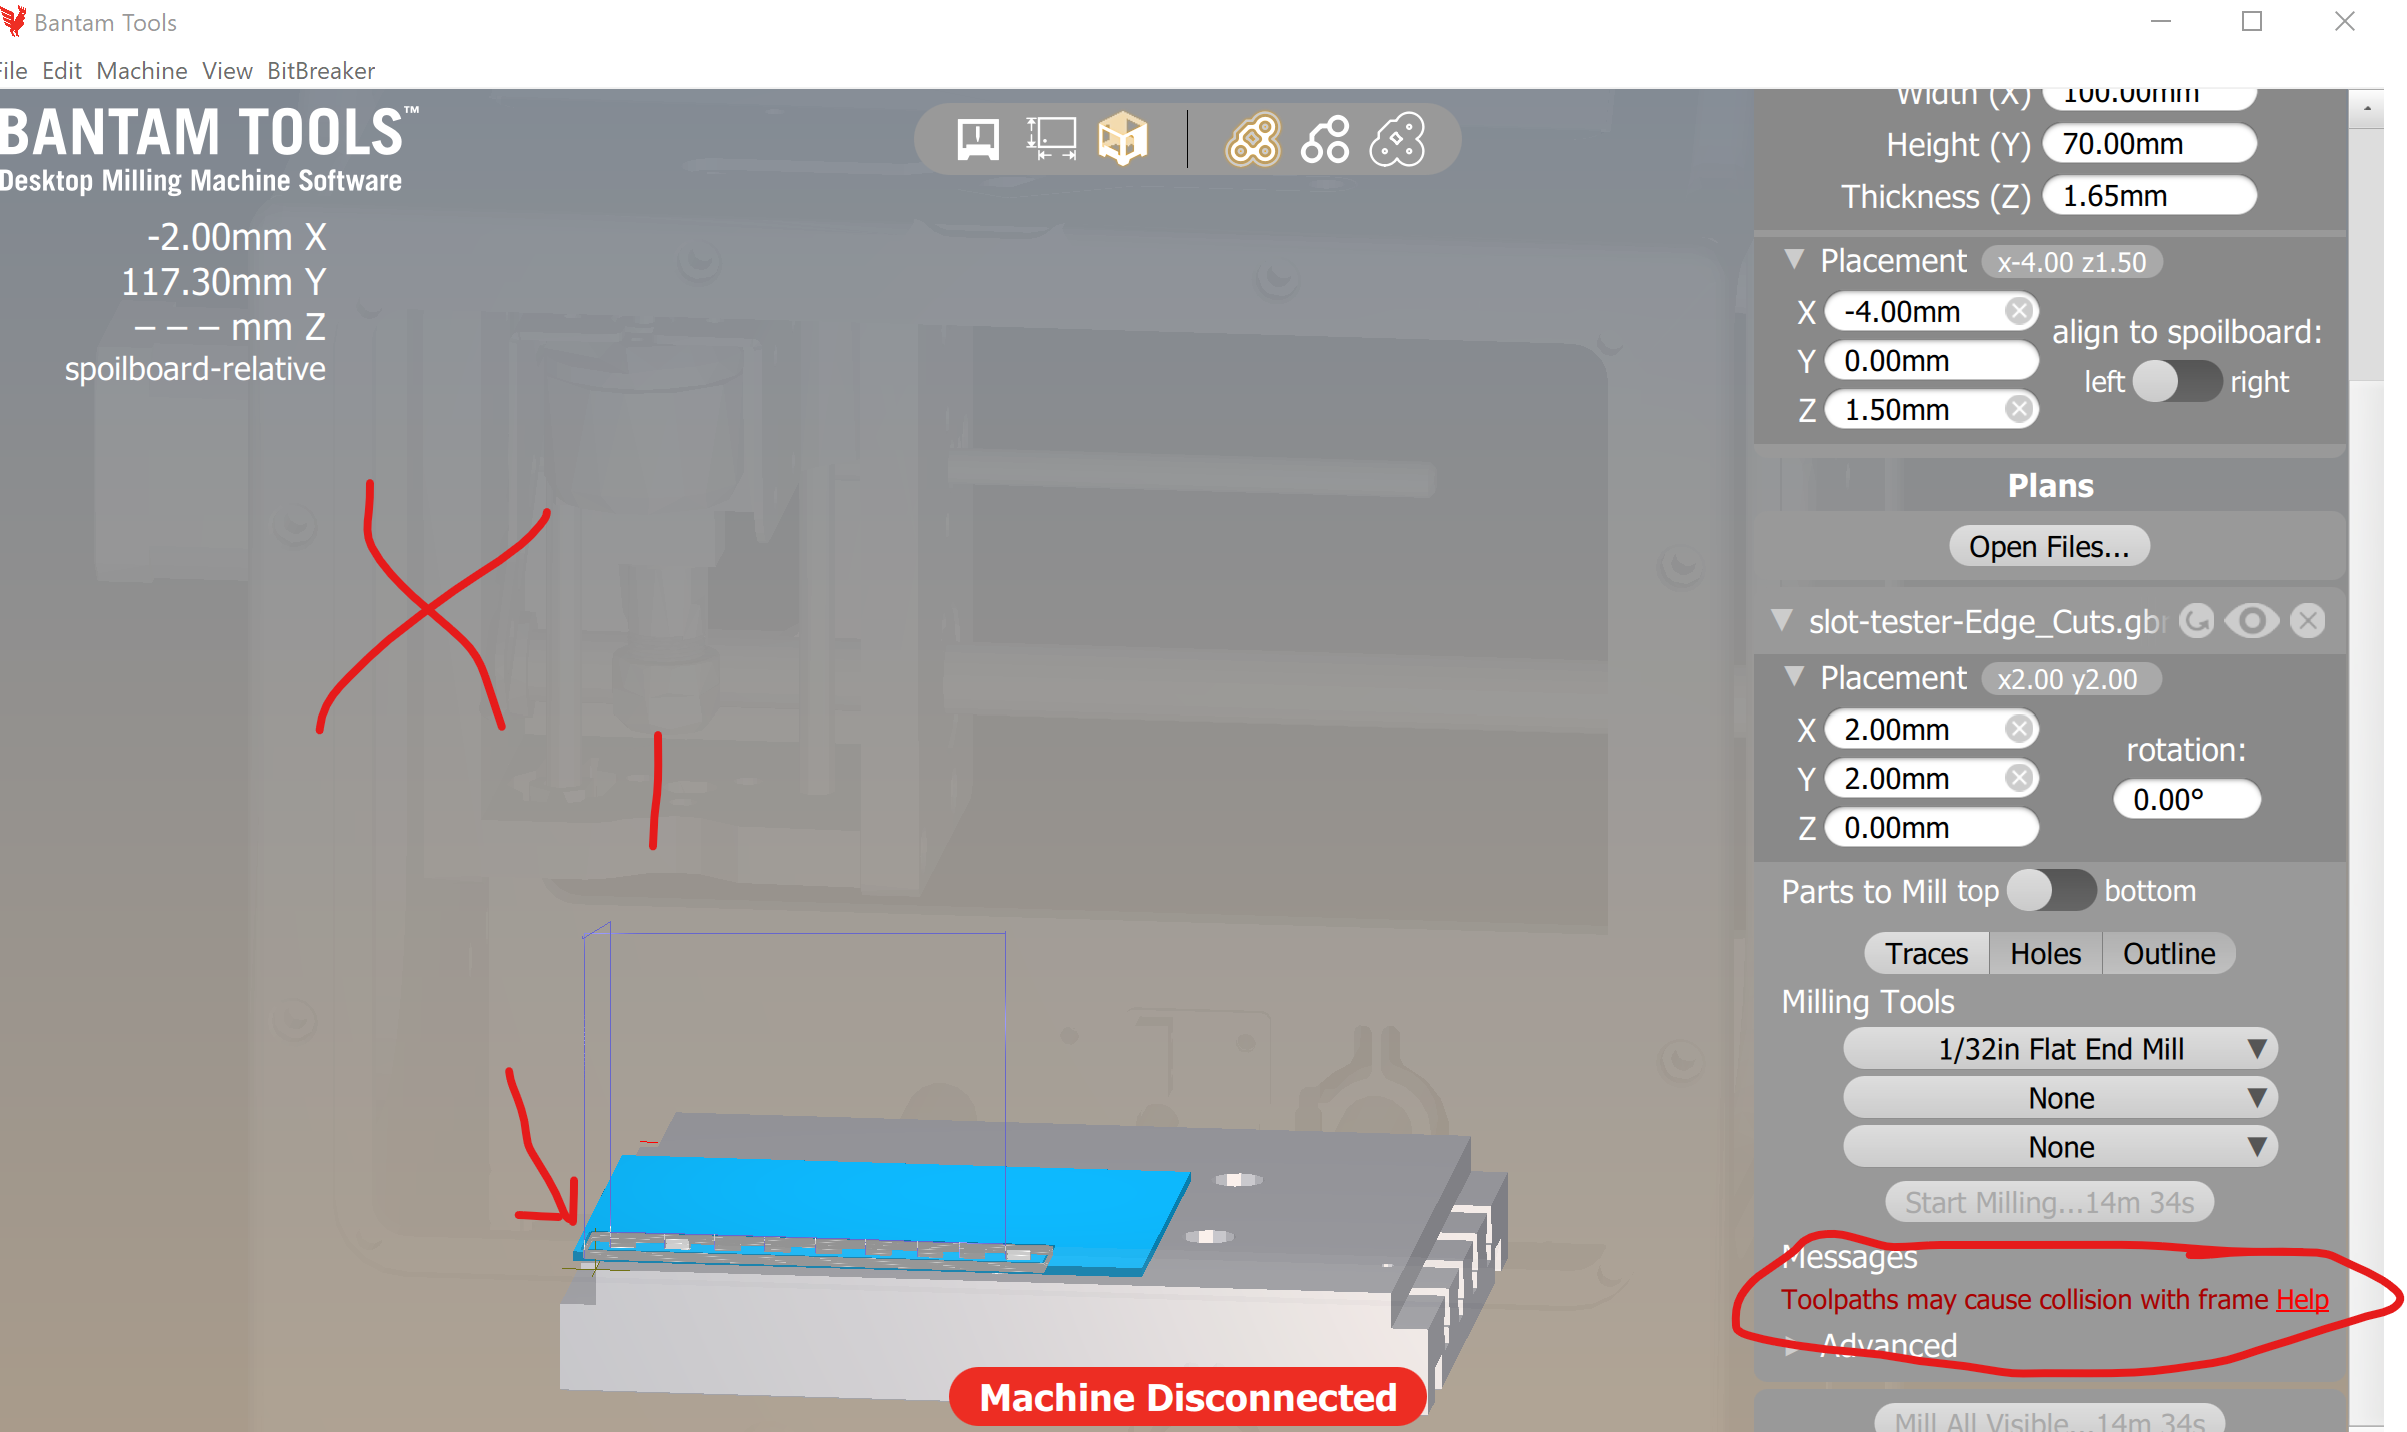 Bantam Tools
File Edit Machine View BitBreaker
BANTAM TOOLS™
Desktop Milling Machine Software
-2.00mm X
117.30mm Y
– – – mm Z
spoilboard-relative
Width (X) 100.00mm
Height (Y) 70.00mm
Thickness (Z) 1.65mm
Placement x-4.00 z1.50
X -4.00mm
align to spoilboard:
Y 0.00mm
left right
Z 1.50mm
Plans
Open Files...
slot-tester-Edge_Cuts.gbr
Placement x2.00 y2.00
X 2.00mm
rotation:
Y 2.00mm
0.00°
Z 0.00mm
Parts to Mill top bottom
Traces Holes Outline
Milling Tools
1/32in Flat End Mill
None
None
Start Milling...14m 34s
Messages
Toolpaths may cause collision with frame Help
Advanced
Machine Disconnected
Mill All Visible...14m 34s